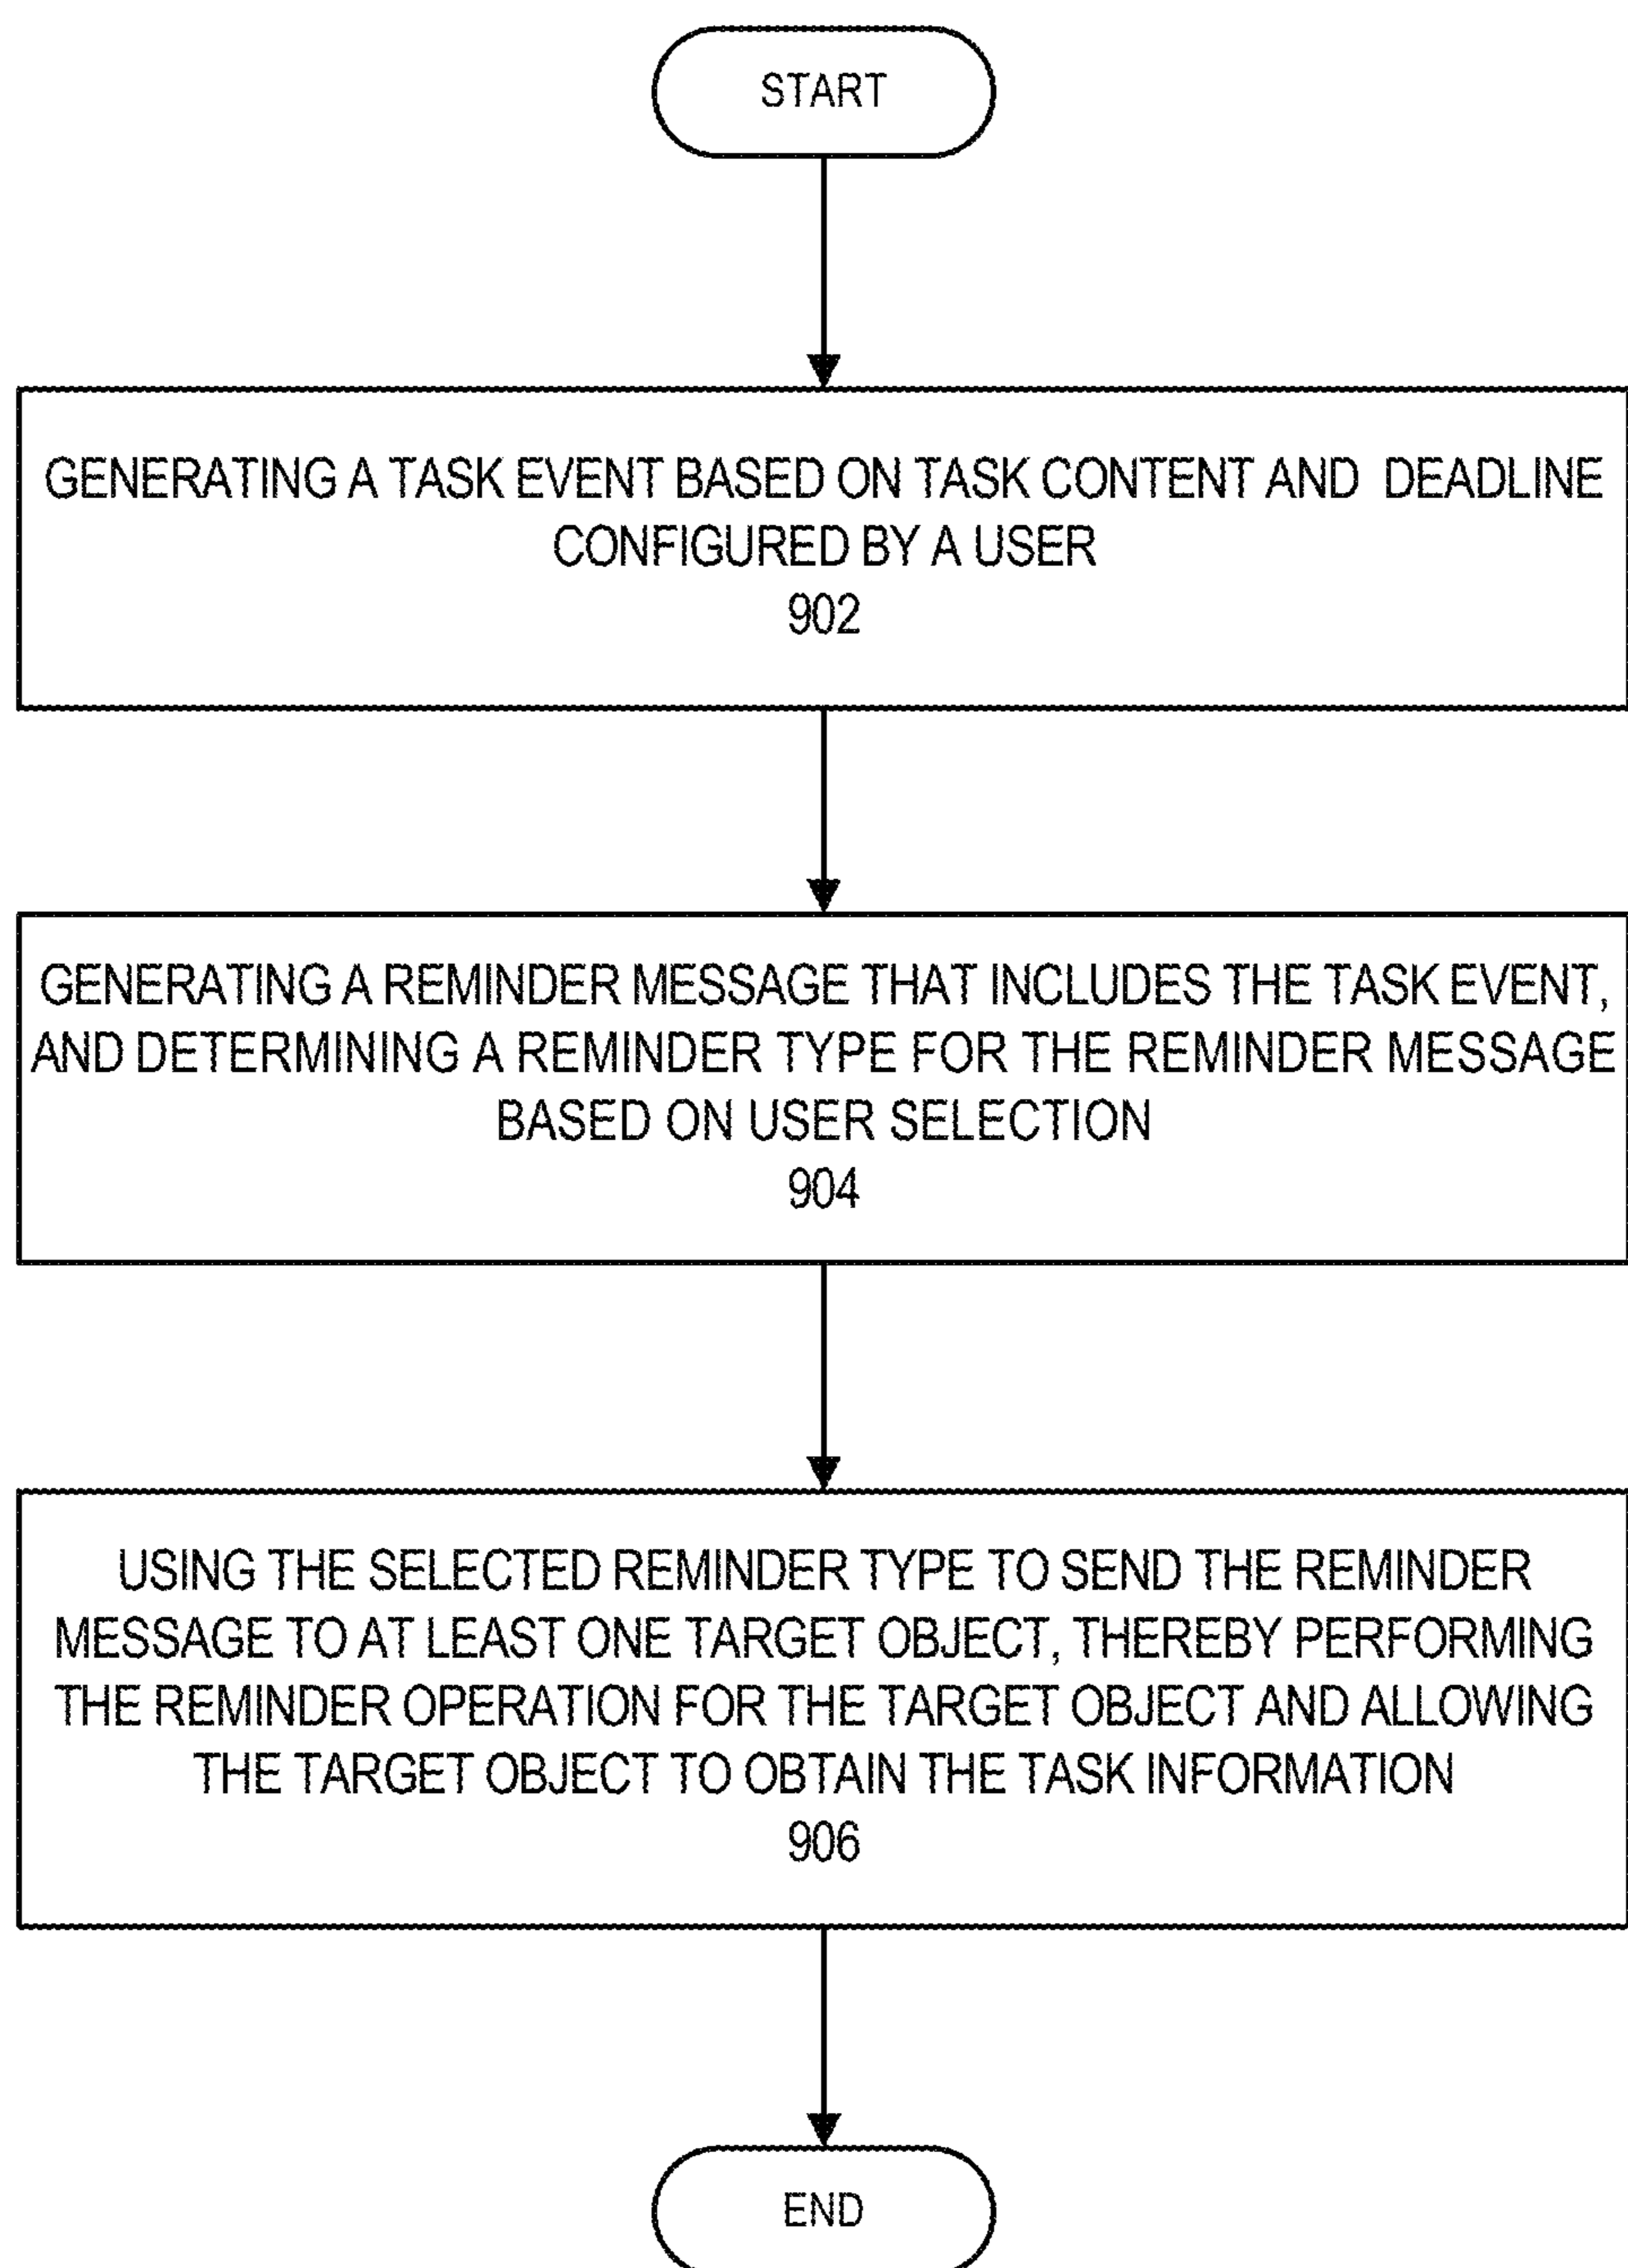 START
GENERATING A TASK EVENT BASED ON TASK CONTENT AND DEADLINE
CONFIGURED BY A USER
902
GENERATING A REMINDER MESSAGE THAT INCLUDES THE TASK EVENT,
AND DETERMINING A REMINDER TYPE FOR THE REMINDER MESSAGE
BASED ON USER SELECTION
904
USING THE SELECTED REMINDER TYPE TO SEND THE REMINDER
MESSAGE TO AT LEAST ONE TARGET OBJECT, THEREBY PERFORMING
THE REMINDER OPERATION FOR THE TARGET OBJECT AND ALLOWING
THE TARGET OBJECT TO OBTAIN THE TASK INFORMATION
906
END